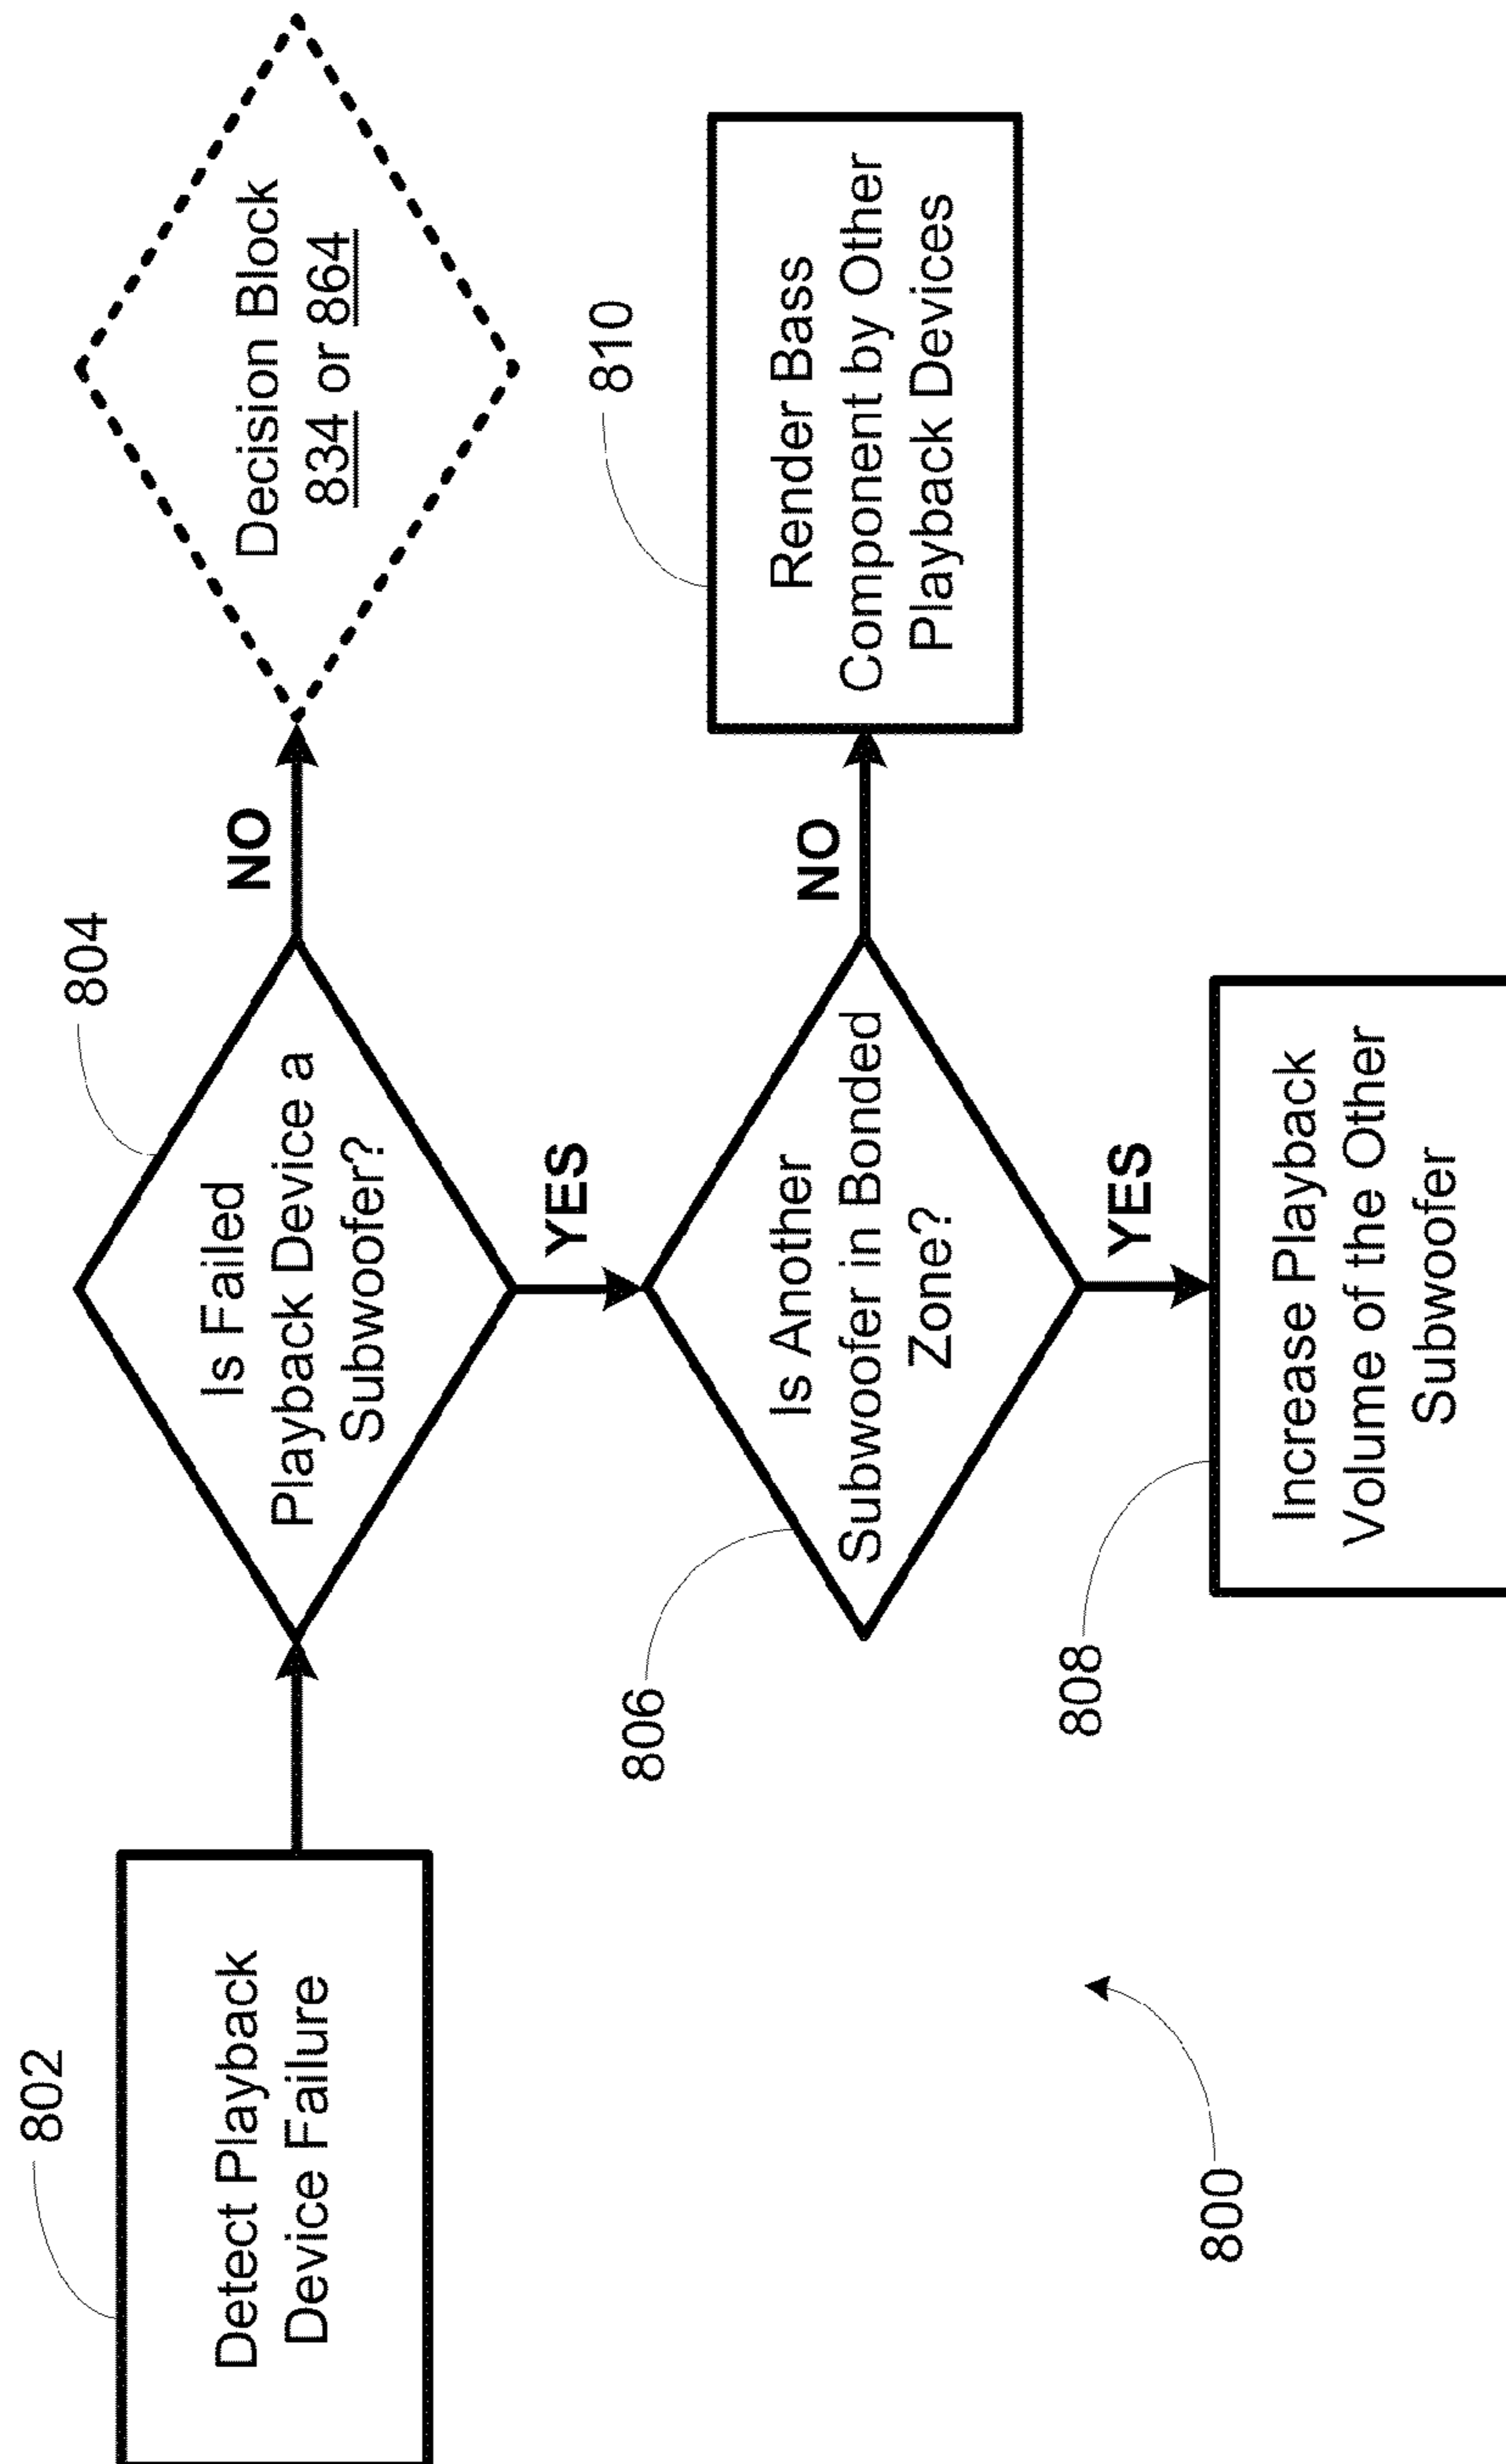 802
Detect Playback
Device Failure
804
Is Failed
Playback Device a
Subwoofer?
NO
Decision Block
834 or 864
YES
806
Is Another
Subwoofer in Bonded
Zone?
NO
810
Render Bass
Component by Other
Playback Devices
YES
808
Increase Playback
Volume of the Other
Subwoofer
800